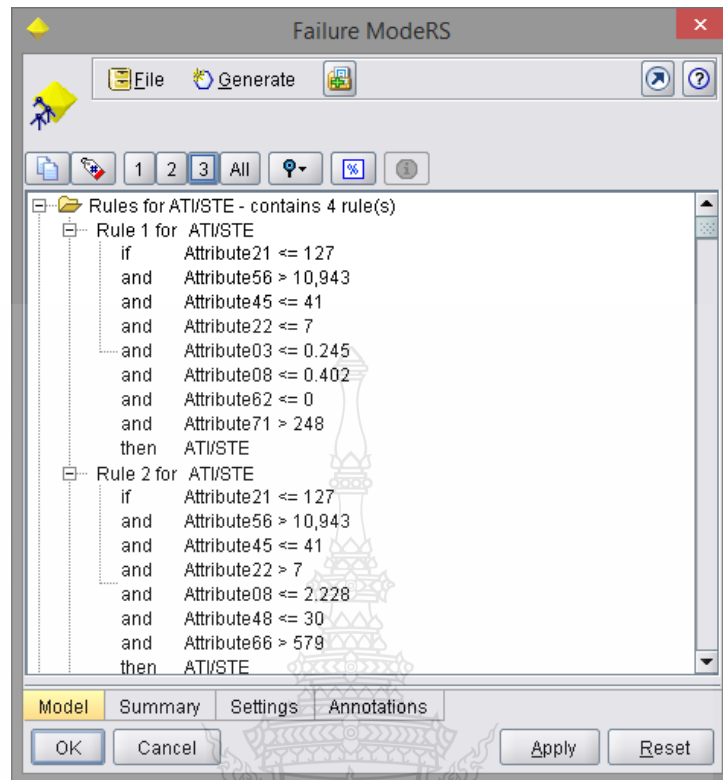 Failure ModeRS
File Generate
1 2 3 All %
Rules for ATI/STE - contains 4 rule(s)
Rule 1 for ATI/STE
if Attribute21 <= 127
and Attribute56 > 10,943
and Attribute45 <= 41
and Attribute22 <= 7
and Attribute03 <= 0.245
and Attribute08 <= 0.402
and Attribute62 <= 0
and Attribute71 > 248
then ATI/STE
Rule 2 for ATI/STE
if Attribute21 <= 127
and Attribute56 > 10,943
and Attribute45 <= 41
and Attribute22 > 7
and Attribute08 <= 2.228
and Attribute48 <= 30
and Attribute66 > 579
then ATI/STE
Model Summary Settings Annotations
OK Cancel Apply Reset